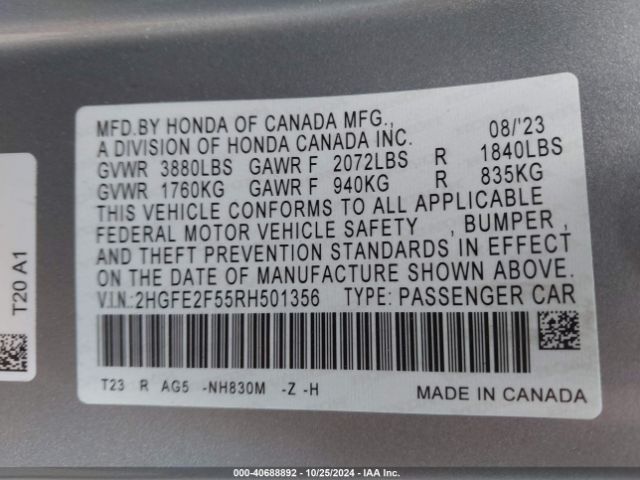 MFD.BY HONDA OF CANADA MFG.,
A DIVISION OF HONDA CANADA INC. 08/'23
GVWR 3880LBS GAWR F 2072LBS R 1840LBS
GVWR 1760KG GAWR F 940KG R 835KG
THIS VEHICLE CONFORMS TO ALL APPLICABLE
FEDERAL MOTOR VEHICLE SAFETY , BUMPER ,
AND THEFT PREVENTION STANDARDS IN EFFECT
ON THE DATE OF MANUFACTURE SHOWN ABOVE.
V.I.N.:2HGFE2F55RH501356 TYPE: PASSENGER CAR
T23 R AG5 -NH830M -Z -H
MADE IN CANADA
T20 A1
000-40688892 - 10/25/2024 - IAA Inc.